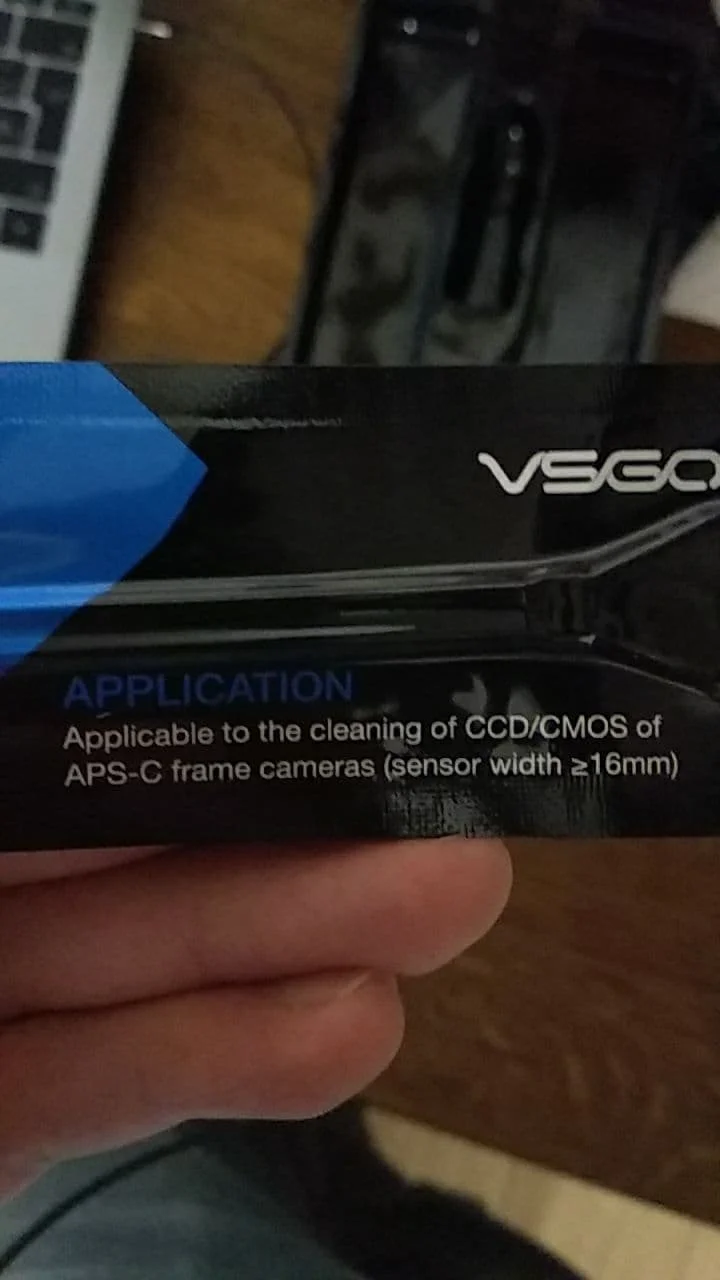 VSGO
APPLICATION
Applicable to the cleaning of CCD/CMOS of
APS-C frame cameras (sensor width ≥16mm)